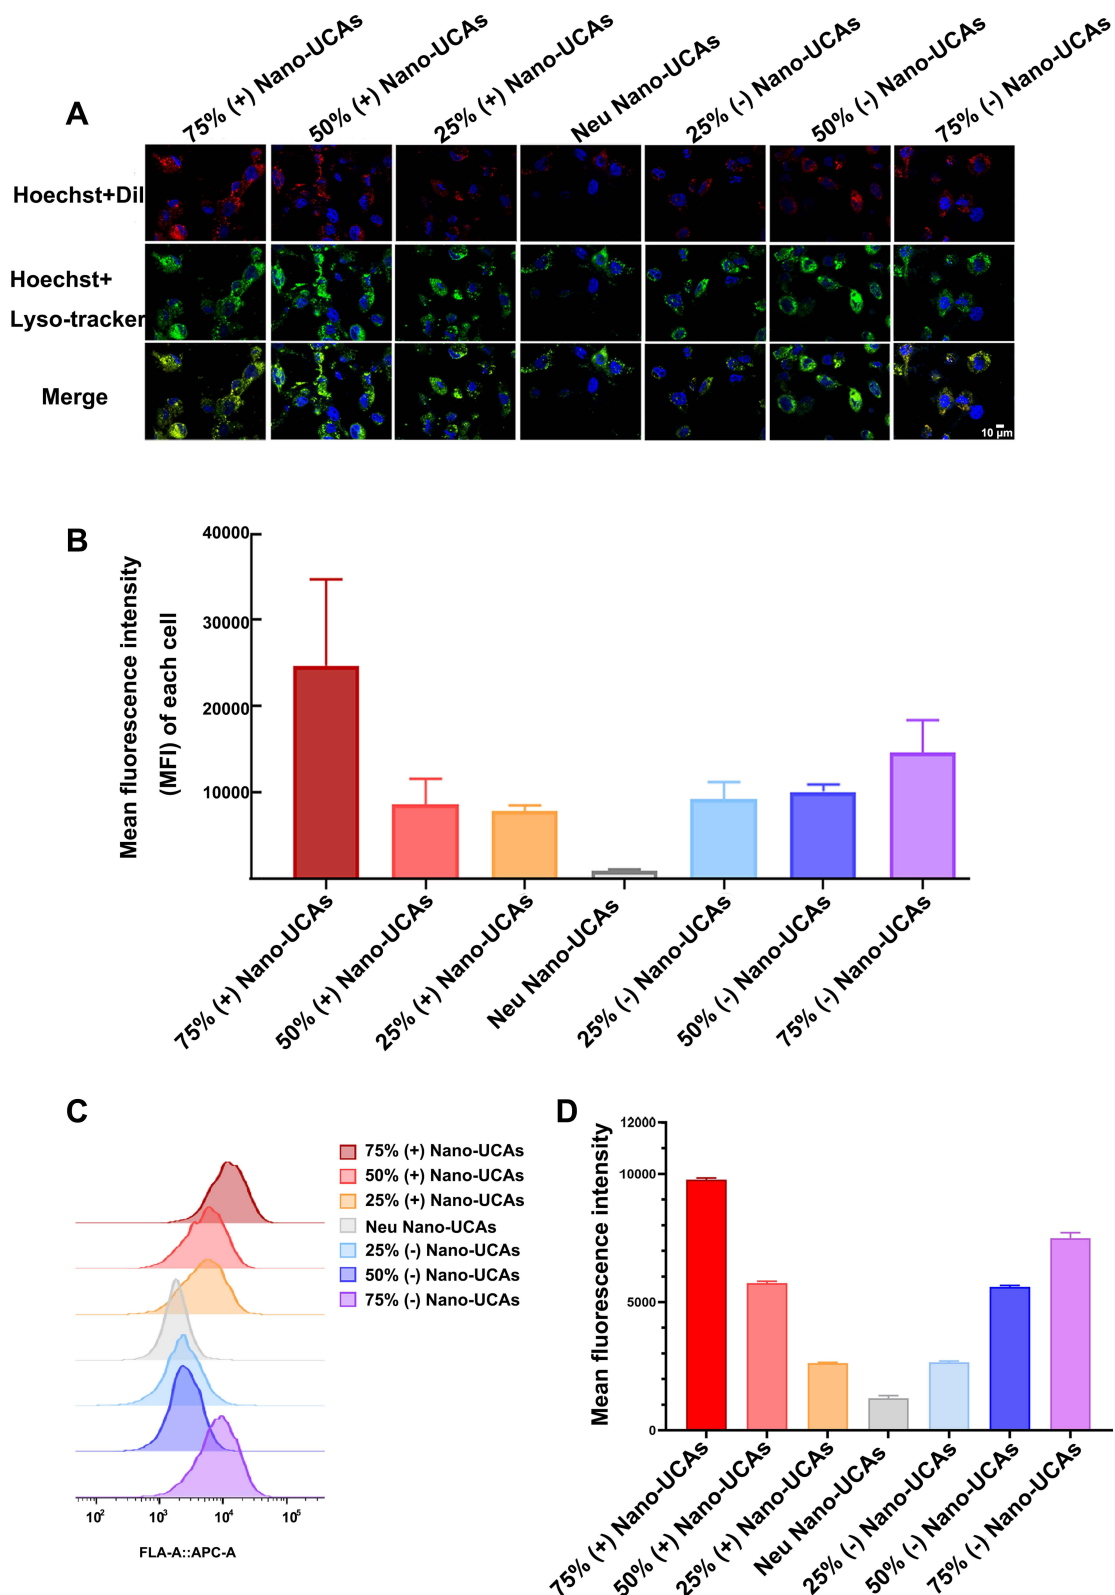 A
75% (+) Nano-UCAs
50% (+) Nano-UCAs
25% (+) Nano-UCAs
Neu Nano-UCAs
25% (-) Nano-UCAs
50% (-) Nano-UCAs
75% (-) Nano-UCAs
Hoechst+Dil
Hoechst+
Lyso-tracker
Merge
10 μm
B
Mean fluorescence intensity
(MFI) of each cell
40000
30000
20000
10000
75% (+) Nano-UCAs
50% (+) Nano-UCAs
25% (+) Nano-UCAs
Neu Nano-UCAs
25% (-) Nano-UCAs
50% (-) Nano-UCAs
75% (-) Nano-UCAs
C
75% (+) Nano-UCAs
50% (+) Nano-UCAs
25% (+) Nano-UCAs
Neu Nano-UCAs
25% (-) Nano-UCAs
50% (-) Nano-UCAs
75% (-) Nano-UCAs
10² 10³ 10⁴ 10⁵
FLA-A::APC-A
D
Mean fluorescence intensity
12000
10000
5000
0
75% (+) Nano-UCAs
50% (+) Nano-UCAs
25% (+) Nano-UCAs
Neu Nano-UCAs
25% (-) Nano-UCAs
50% (-) Nano-UCAs
75% (-) Nano-UCAs